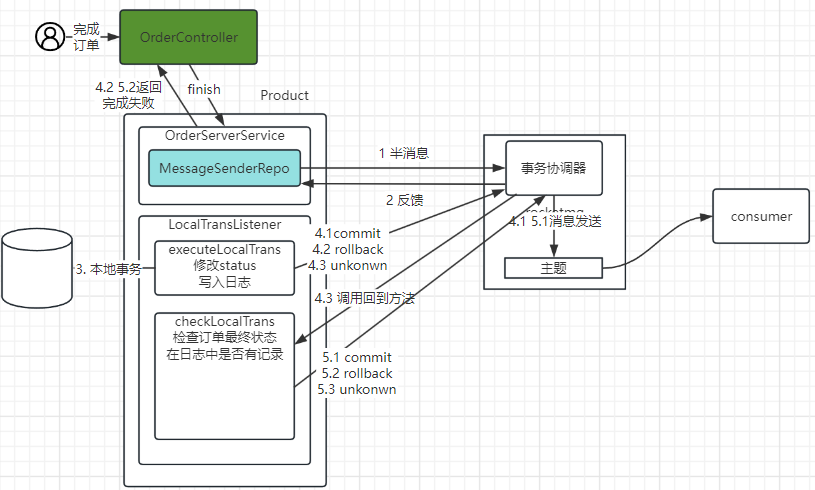 完成
订单
OrderController
4.2 5.2返回
完成失败
finish
Product
OrderServerService
MessageSenderRepo
1 半消息
2 反馈
事务协调器
rocketmq
4.1 5.1消息发送
主题
consumer
LocalTransListener
executeLocalTrans
修改status
写入日志
3. 本地事务
4.1commit
4.2 rollback
4.3 unkonwn
4.3 调用回到方法
checkLocalTrans
检查订单最终状态
在日志中是否有记录
5.1 commit
5.2 rollback
5.3 unkonwn